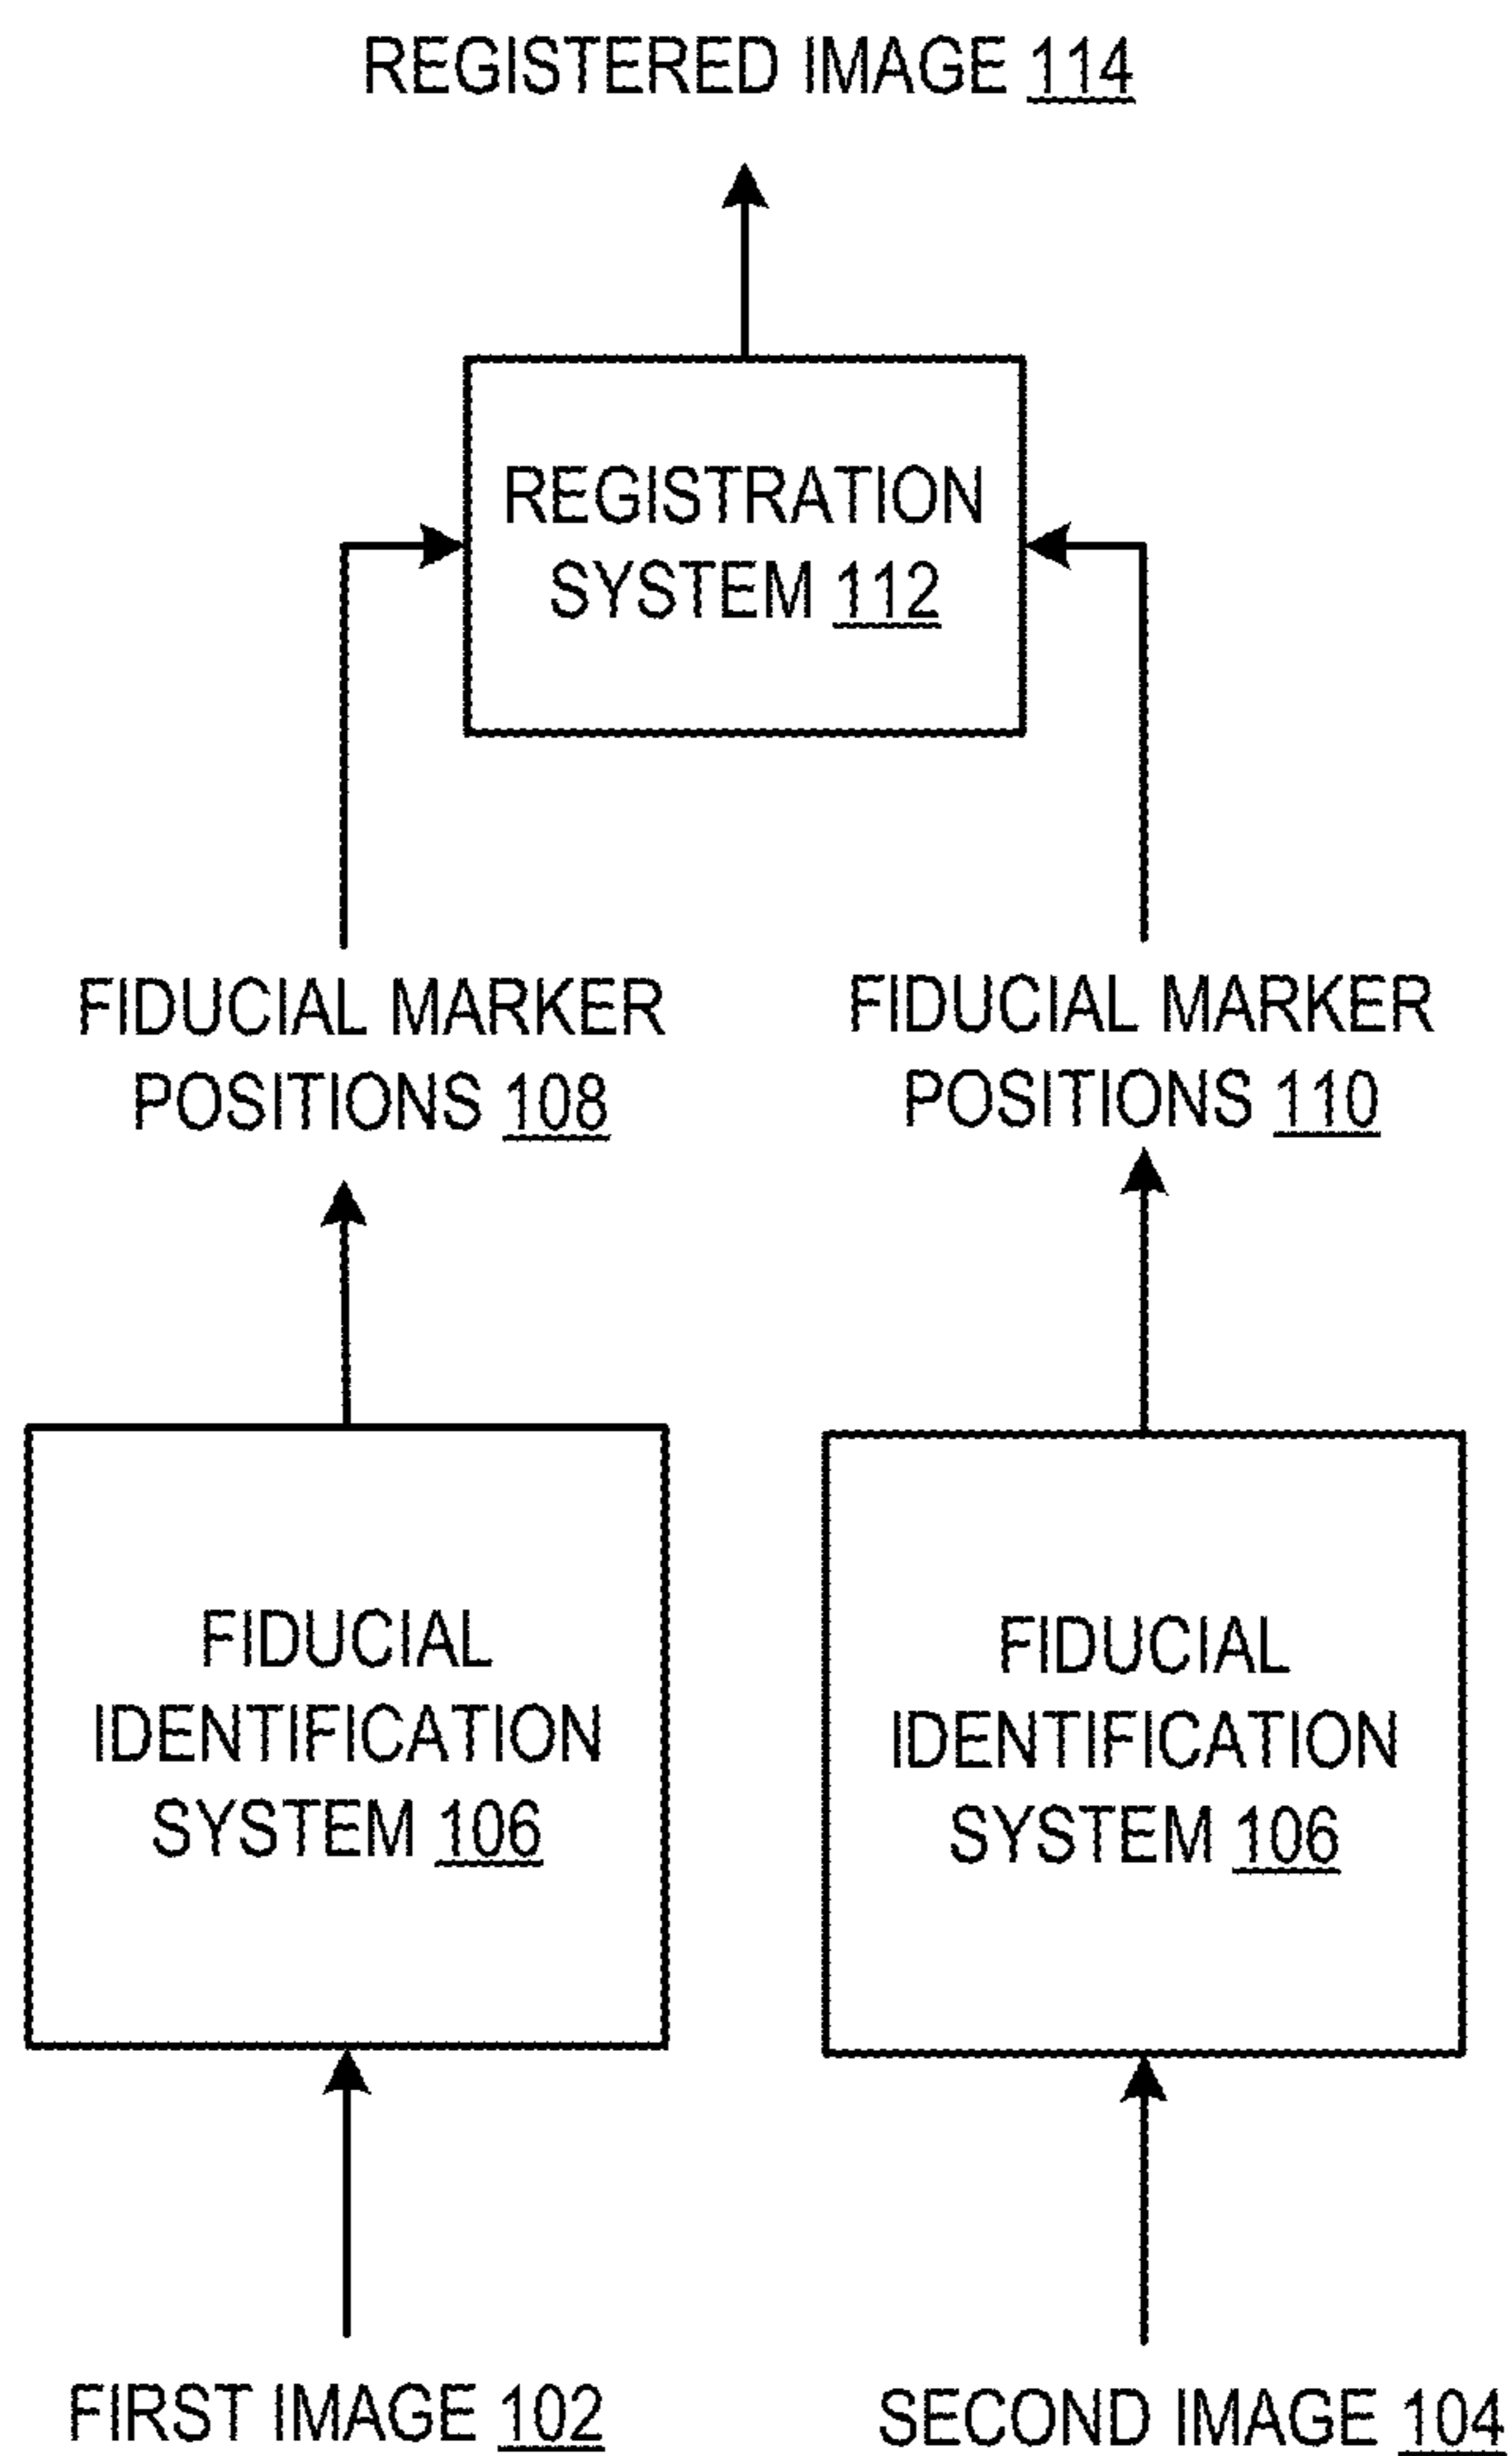 REGISTERED IMAGE 114
REGISTRATION
SYSTEM 112
FIDUCIAL MARKER
POSITIONS 108
FIDUCIAL MARKER
POSITIONS 110
FIDUCIAL
IDENTIFICATION
SYSTEM 106
FIDUCIAL
IDENTIFICATION
SYSTEM 106
FIRST IMAGE 102
SECOND IMAGE 104